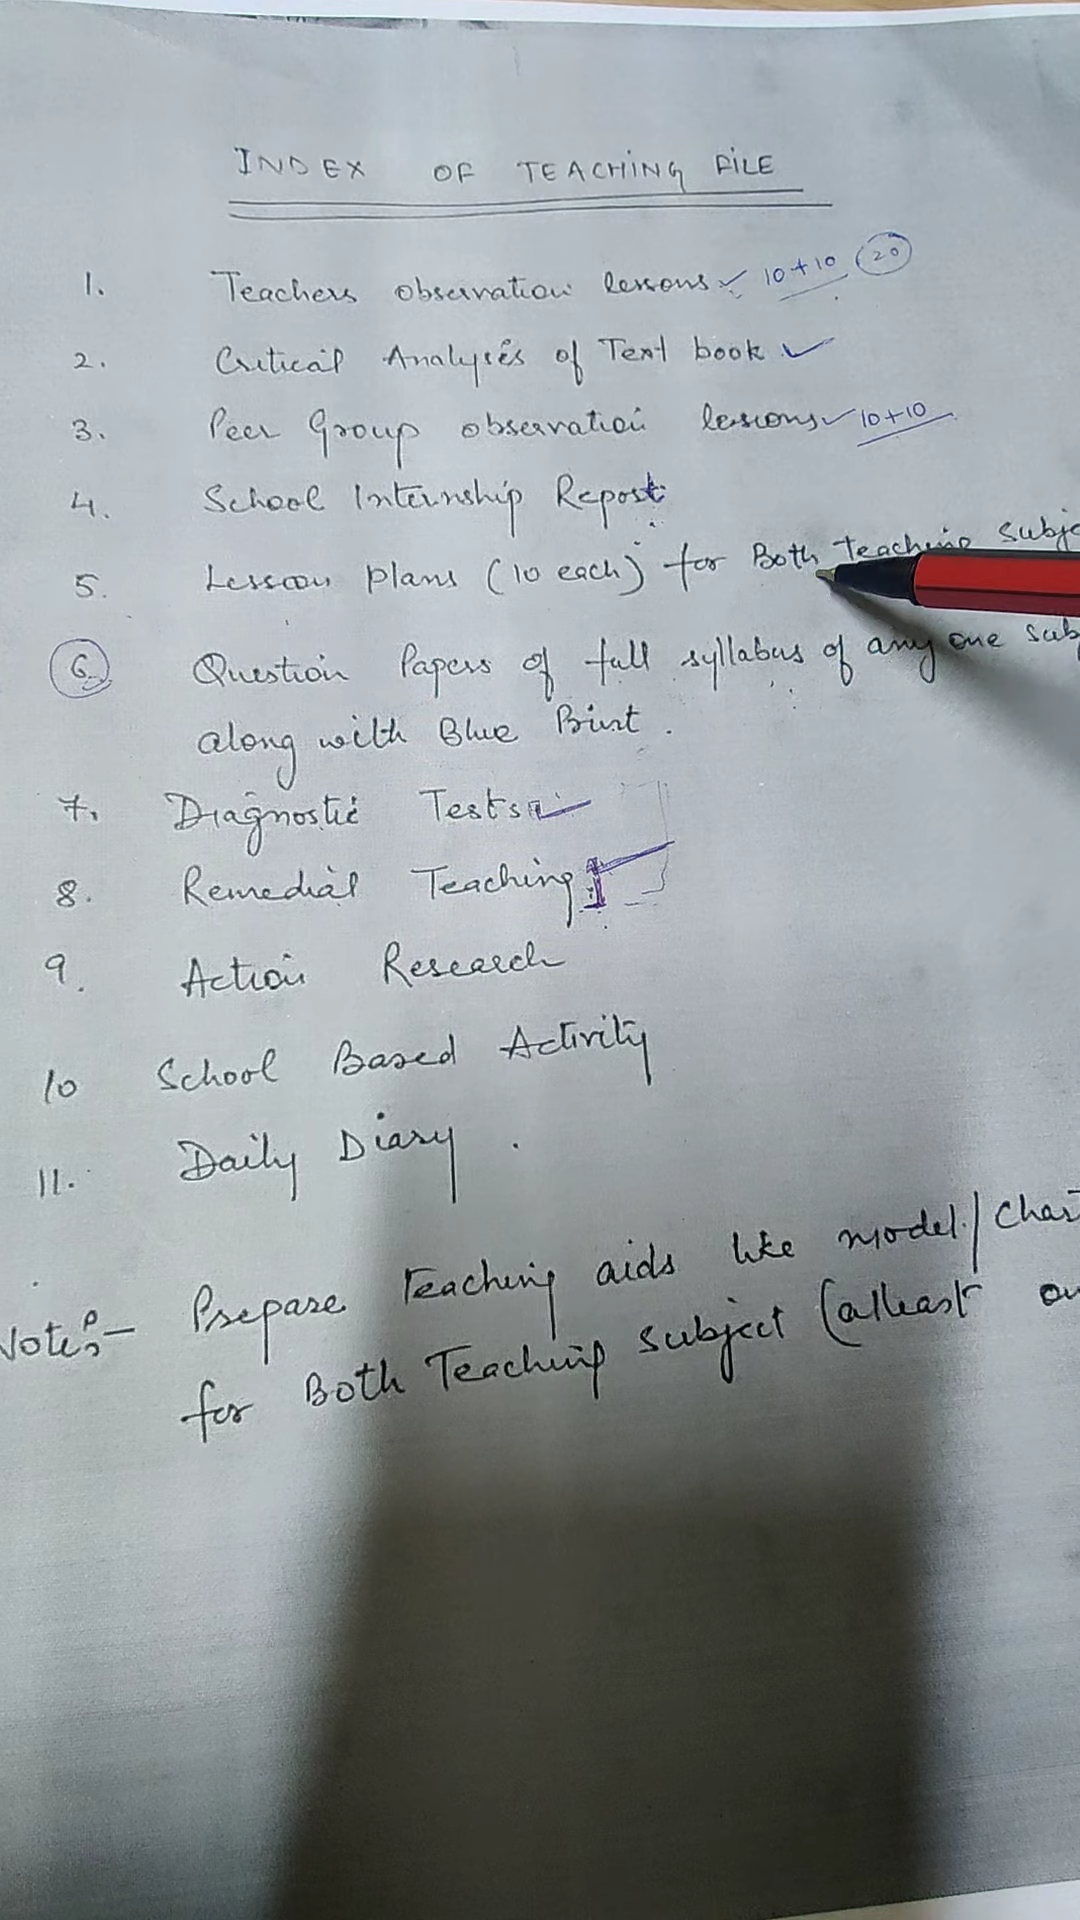 INDEX OF TEACHING FILE
1. Teachers observation lessons ✓ 10+10 20
2. Critical Analysis of Text book ✓
3. Peer Group observation lessons ✓ 10+10
4. School Internship Report
5. Lesson plans (10 each) for Both Teaching Subje
6 Question Papers of full syllabus of any one sub
along with Blue Print.
7. Diagnostic Tests
8. Remedial Teaching
9. Action Research
10 School Based Activity
11. Daily Diary.
Note:- Prepare Teaching aids like model/Char
for Both Teaching Subject (atleast